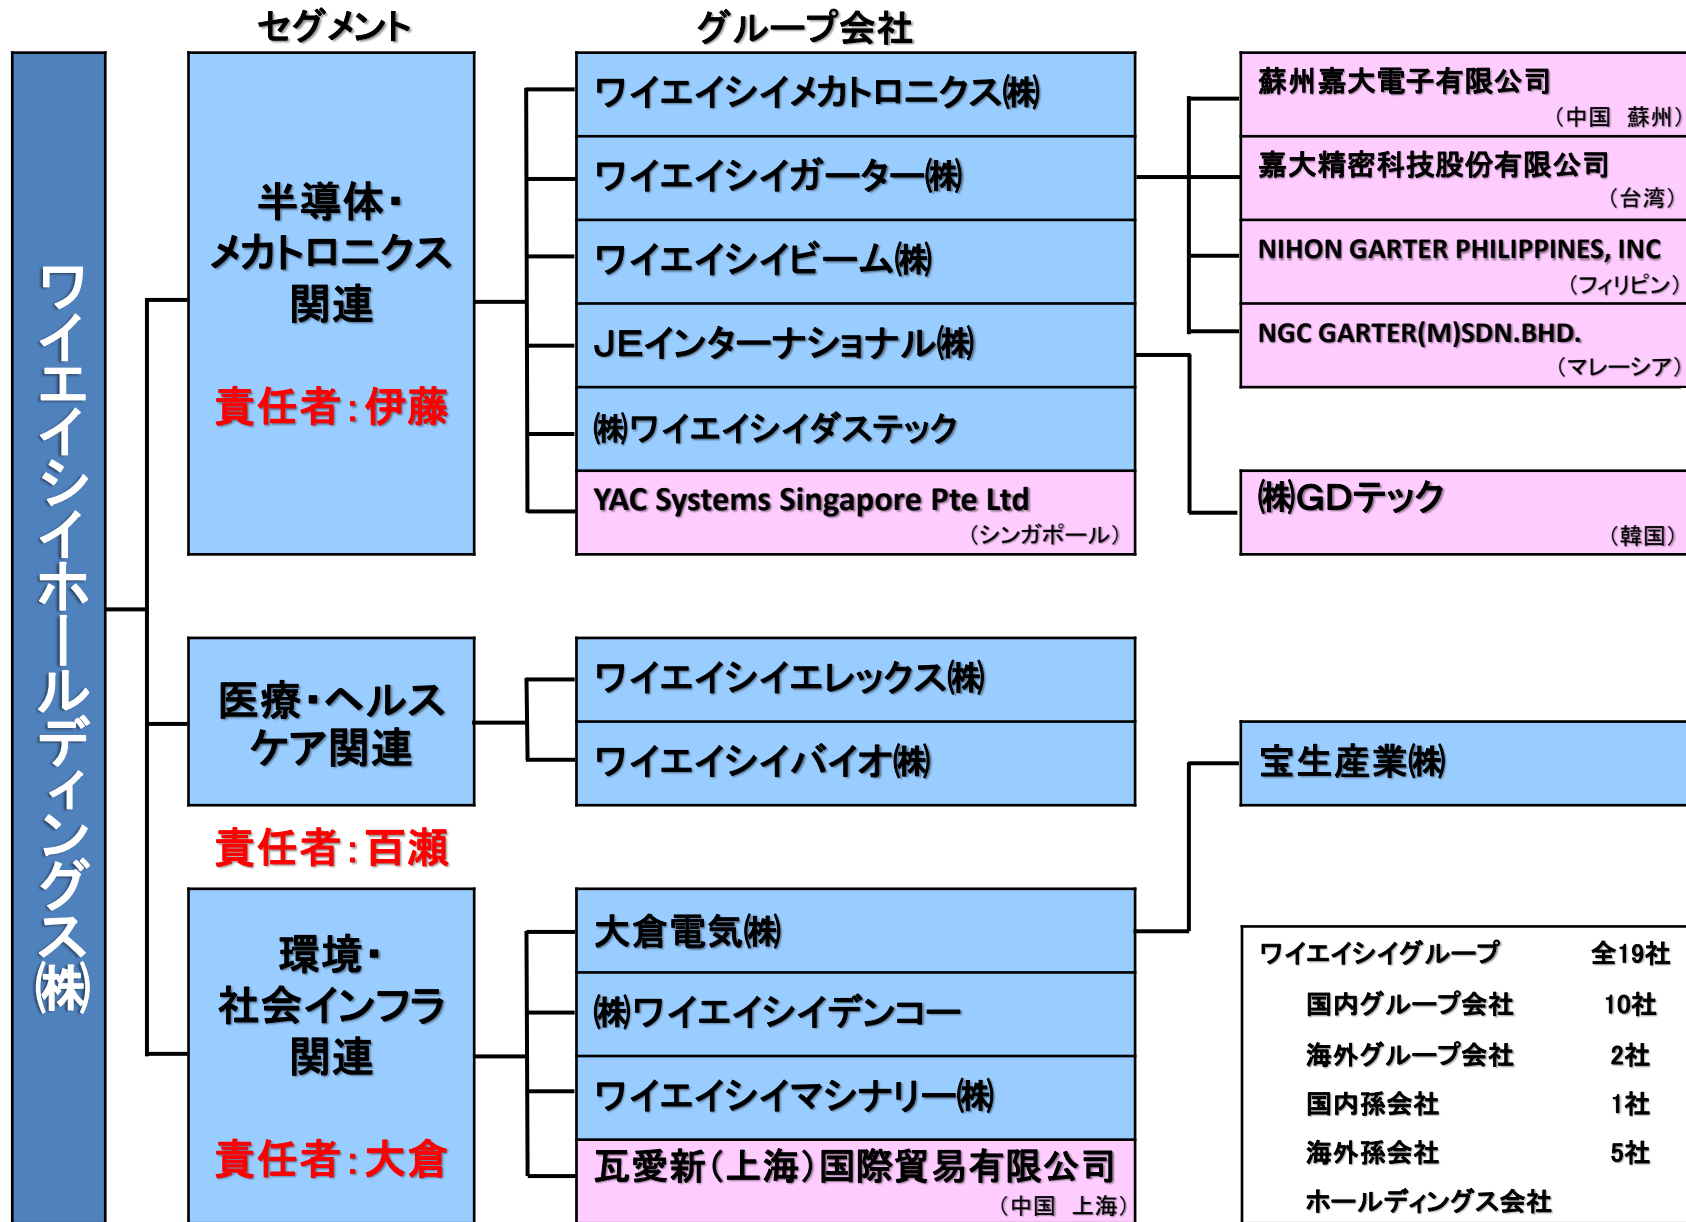 セグメント
グループ会社
ワイエイシイホールディングス㈱
半導体・
メカトロニクス
関連
責任者：伊藤
ワイエイシイメカトロニクス㈱
ワイエイシイガーター㈱
ワイエイシイビーム㈱
JEインターナショナル㈱
㈱ワイエイシイダステック
YAC Systems Singapore Pte Ltd
（シンガポール）
蘇州嘉大電子有限公司
（中国　蘇州）
嘉大精密科技股份有限公司
（台湾）
NIHON GARTER PHILIPPINES, INC
（フィリピン）
NGC GARTER(M)SDN.BHD.
（マレーシア）
㈱GDテック
（韓国）
医療・ヘルス
ケア関連
責任者：百瀬
ワイエイシイエレックス㈱
ワイエイシイバイオ㈱
宝生産業㈱
環境・
社会インフラ
関連
責任者：大倉
大倉電気㈱
㈱ワイエイシイデンコー
ワイエイシイマシナリー㈱
瓦愛新（上海）国際貿易有限公司
（中国　上海）
ワイエイシイグループ　全19社
国内グループ会社　10社
海外グループ会社　2社
国内孫会社　1社
海外孫会社　5社
ホールディングス会社